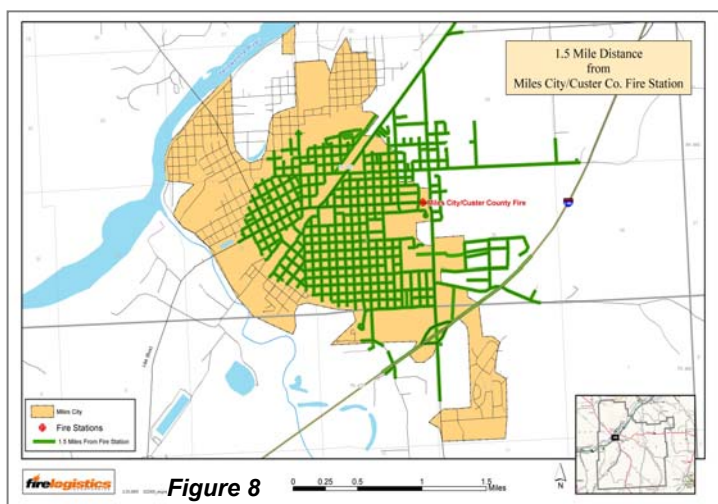 1.5 Mile Distance
from
Miles City/Custer Co. Fire Station
Miles City/Custer County Fire
Miles City
Fire Stations
1.5 Miles From Fire Station
firelogistics
Figure 8
0 0.25 0.5 1 1.5
Miles
N